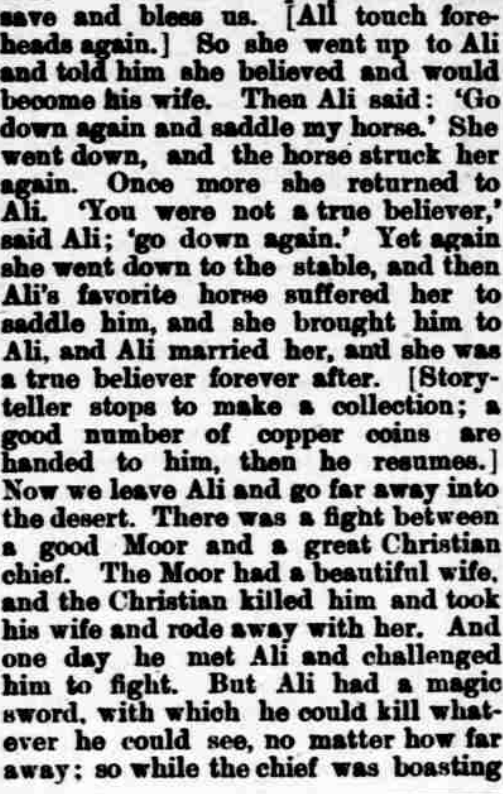 save and bless us. [All touch fore-
heads again.] So she went up to Ali
and told him she believed and would
become his wife. Then Ali said: 'Go
down again and saddle my horse.' She
went down, and the horse struck her
again. Once more she returned to
Ali. 'You were not a true believer,'
said Ali; 'go down again.' Yet again
she went down to the stable, and then
Ali's favorite horse suffered her to
saddle him, and she brought him to
Ali, and Ali married her, and she was
a true believer forever after. [Story-
teller stops to make a collection; a
good number of copper coins are
handed to him, then he resumes.]
Now we leave Ali and go far away into
the desert. There was a fight between
a good Moor and a great Christian
chief. The Moor had a beautiful wife,
and the Christian killed him and took
his wife and rode away with her. And
one day he met Ali and challenged
him to fight. But Ali had a magic
sword, with which he could kill what-
ever he could see, no matter how far
away; so while the chief was boasting